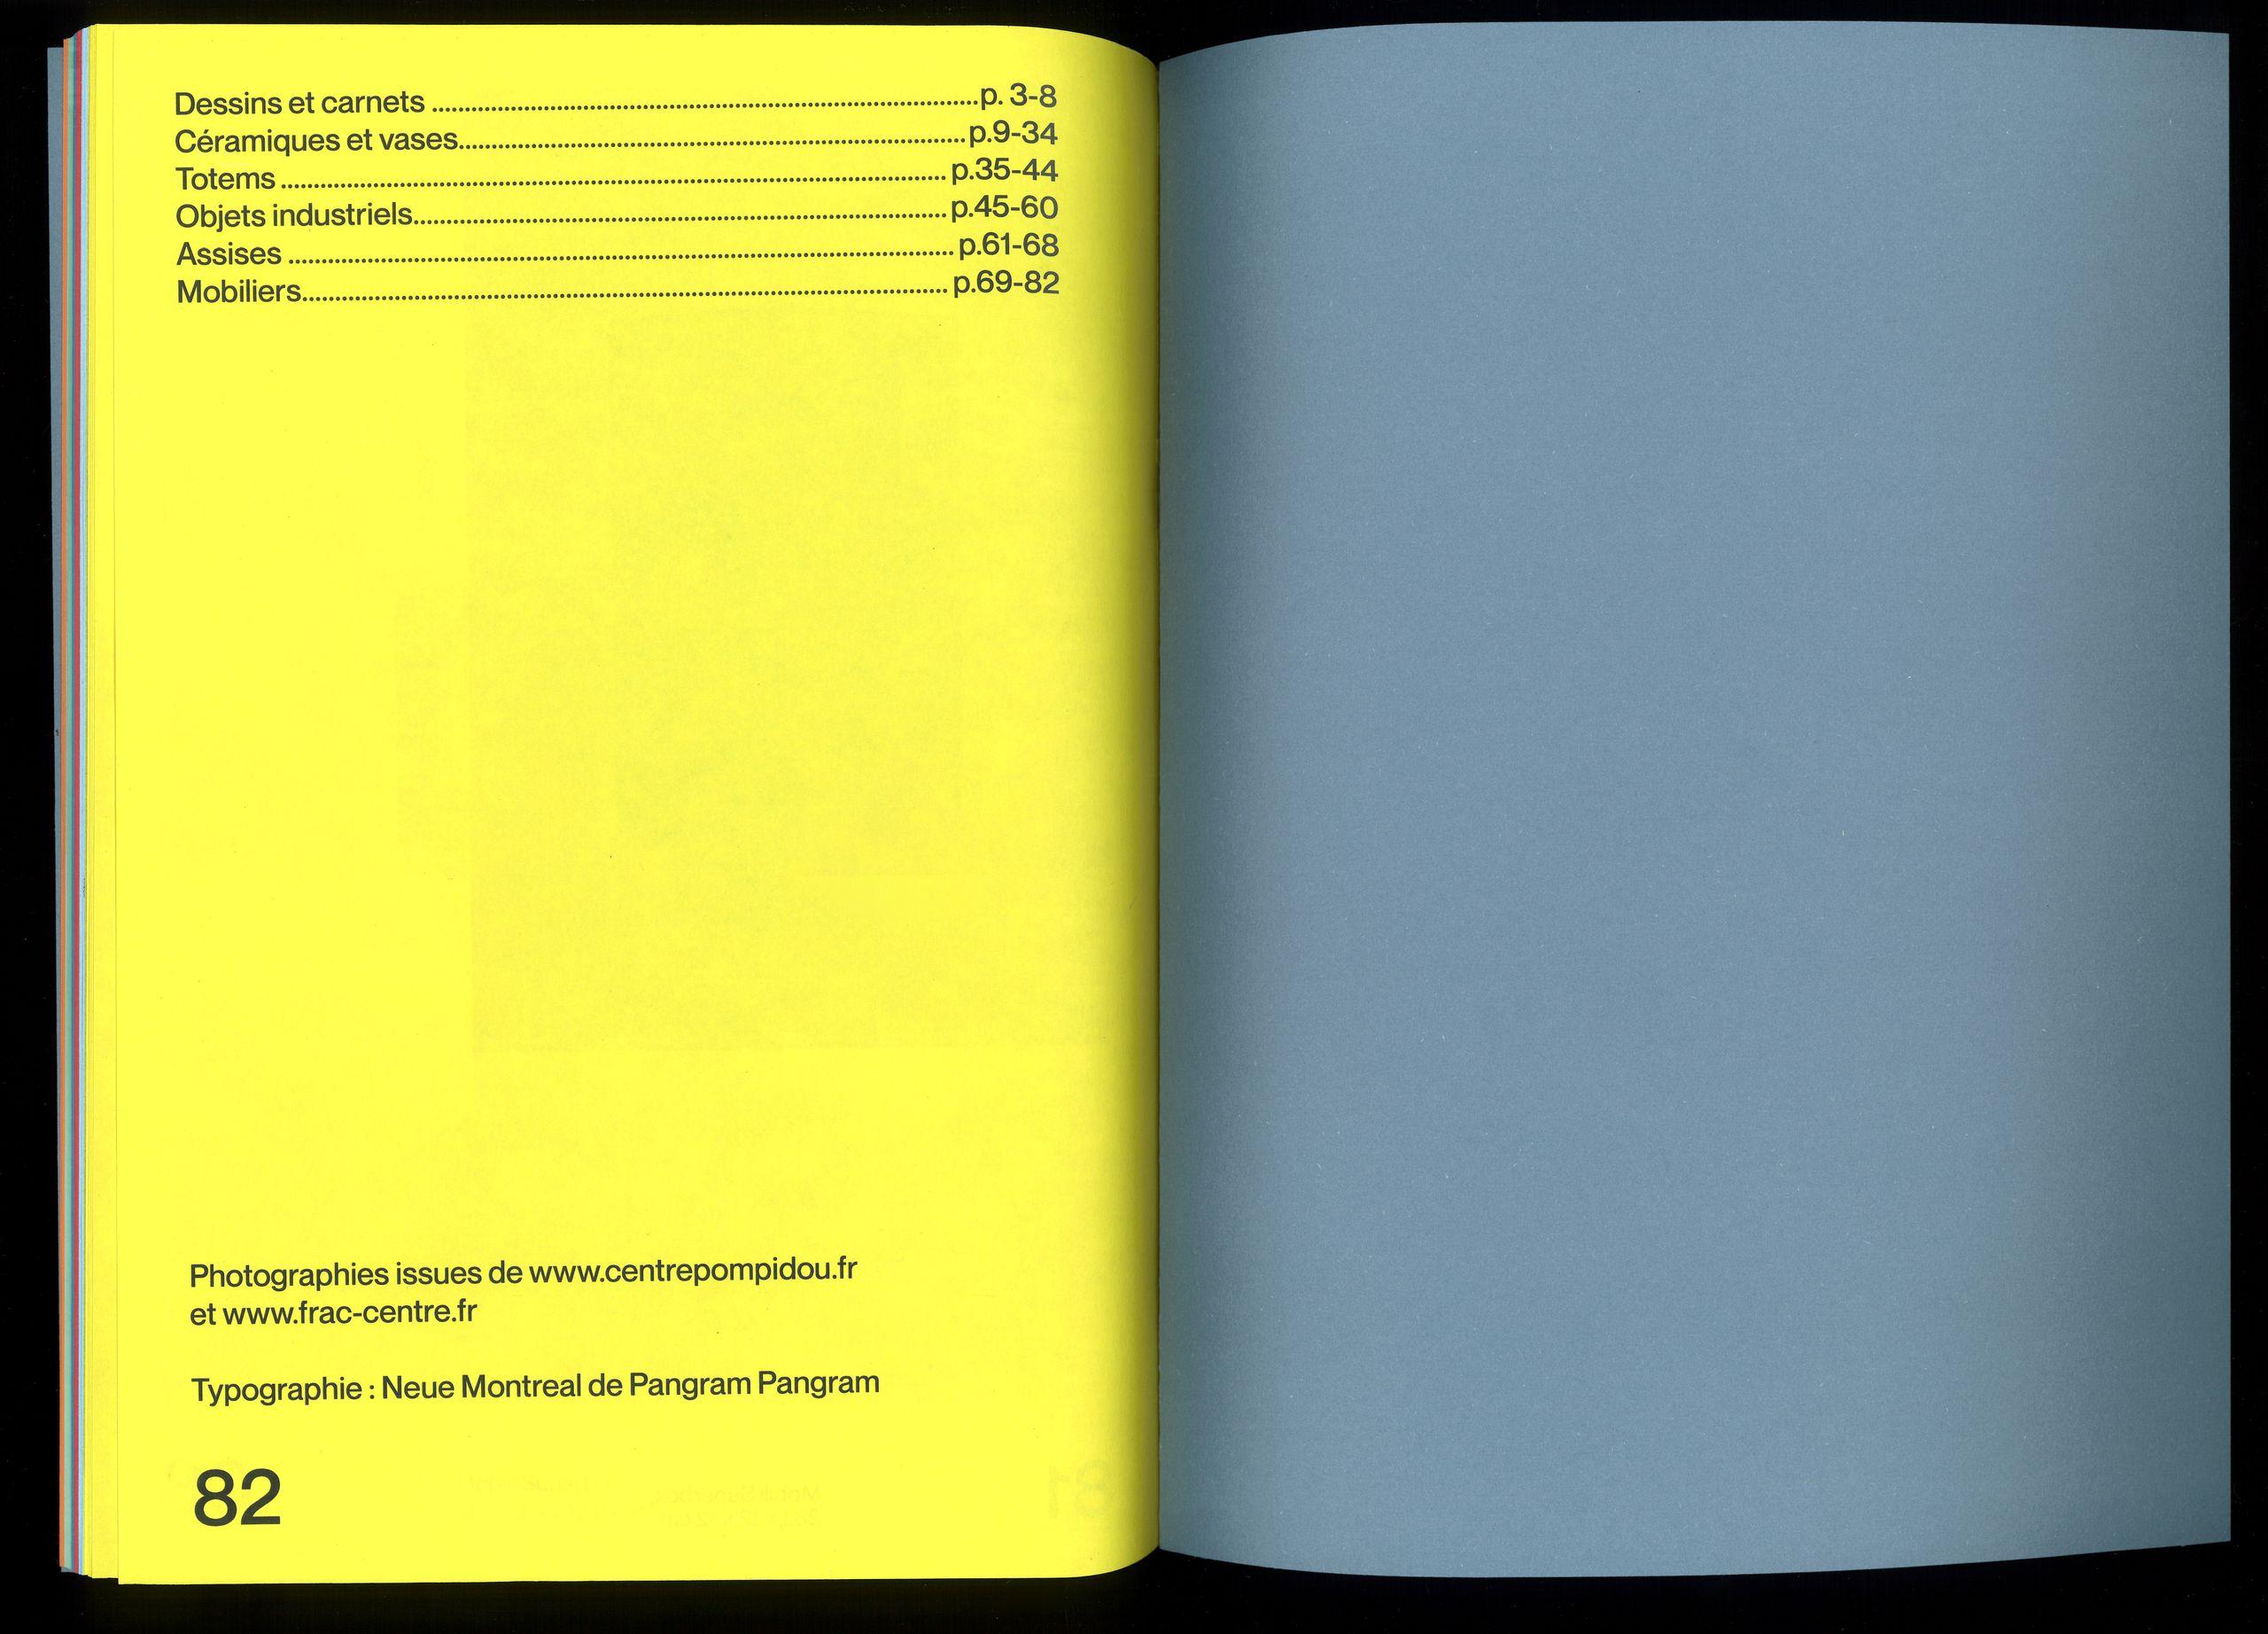 Dessins et carnets ........................................................................................p. 3-8
Céramiques et vases..................................................................................p.9-34
Totems ............................................................................................................ p.35-44
Objets industriels...................................................................................... p.45-60
Assises ........................................................................................................... p.61-68
Mobiliers........................................................................................................ p.69-82
Photographies issues de www.centrepompidou.fr
et www.frac-centre.fr
Typographie : Neue Montreal de Pangram Pangram
82